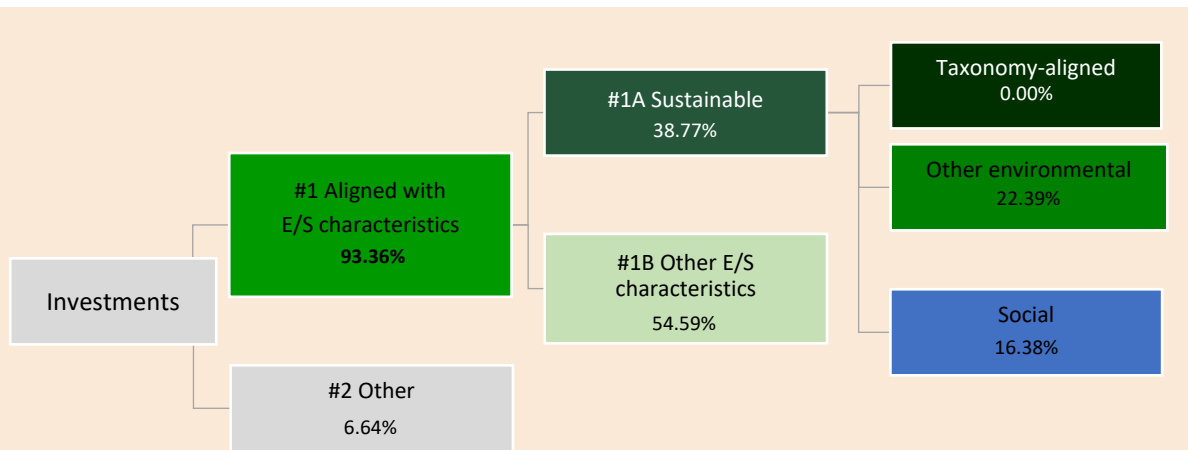 Investments
#1 Aligned with
E/S characteristics
93.36%
#2 Other
6.64%
#1A Sustainable
38.77%
#1B Other E/S
characteristics
54.59%
Taxonomy-aligned
0.00%
Other environmental
22.39%
Social
16.38%